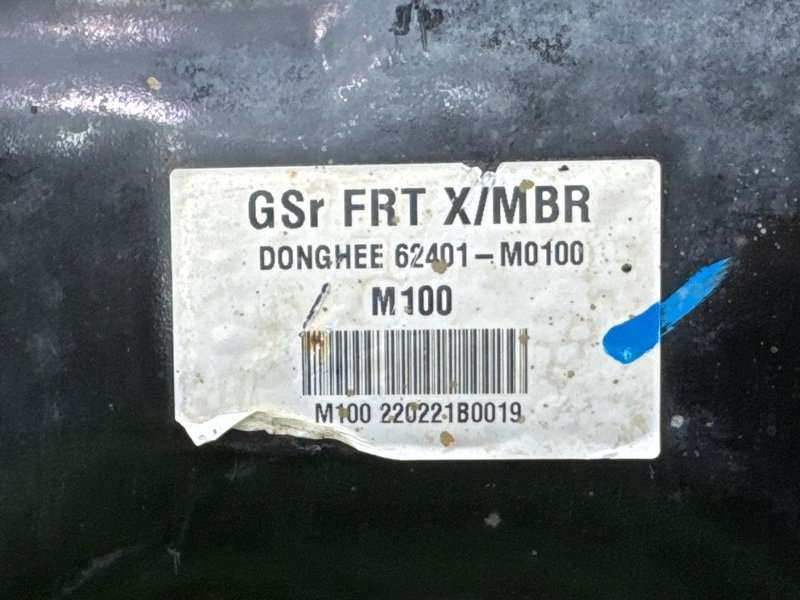 GSr FRT X/MBR
DONGHEE 62401-M0100
M100
M100 220221B0019